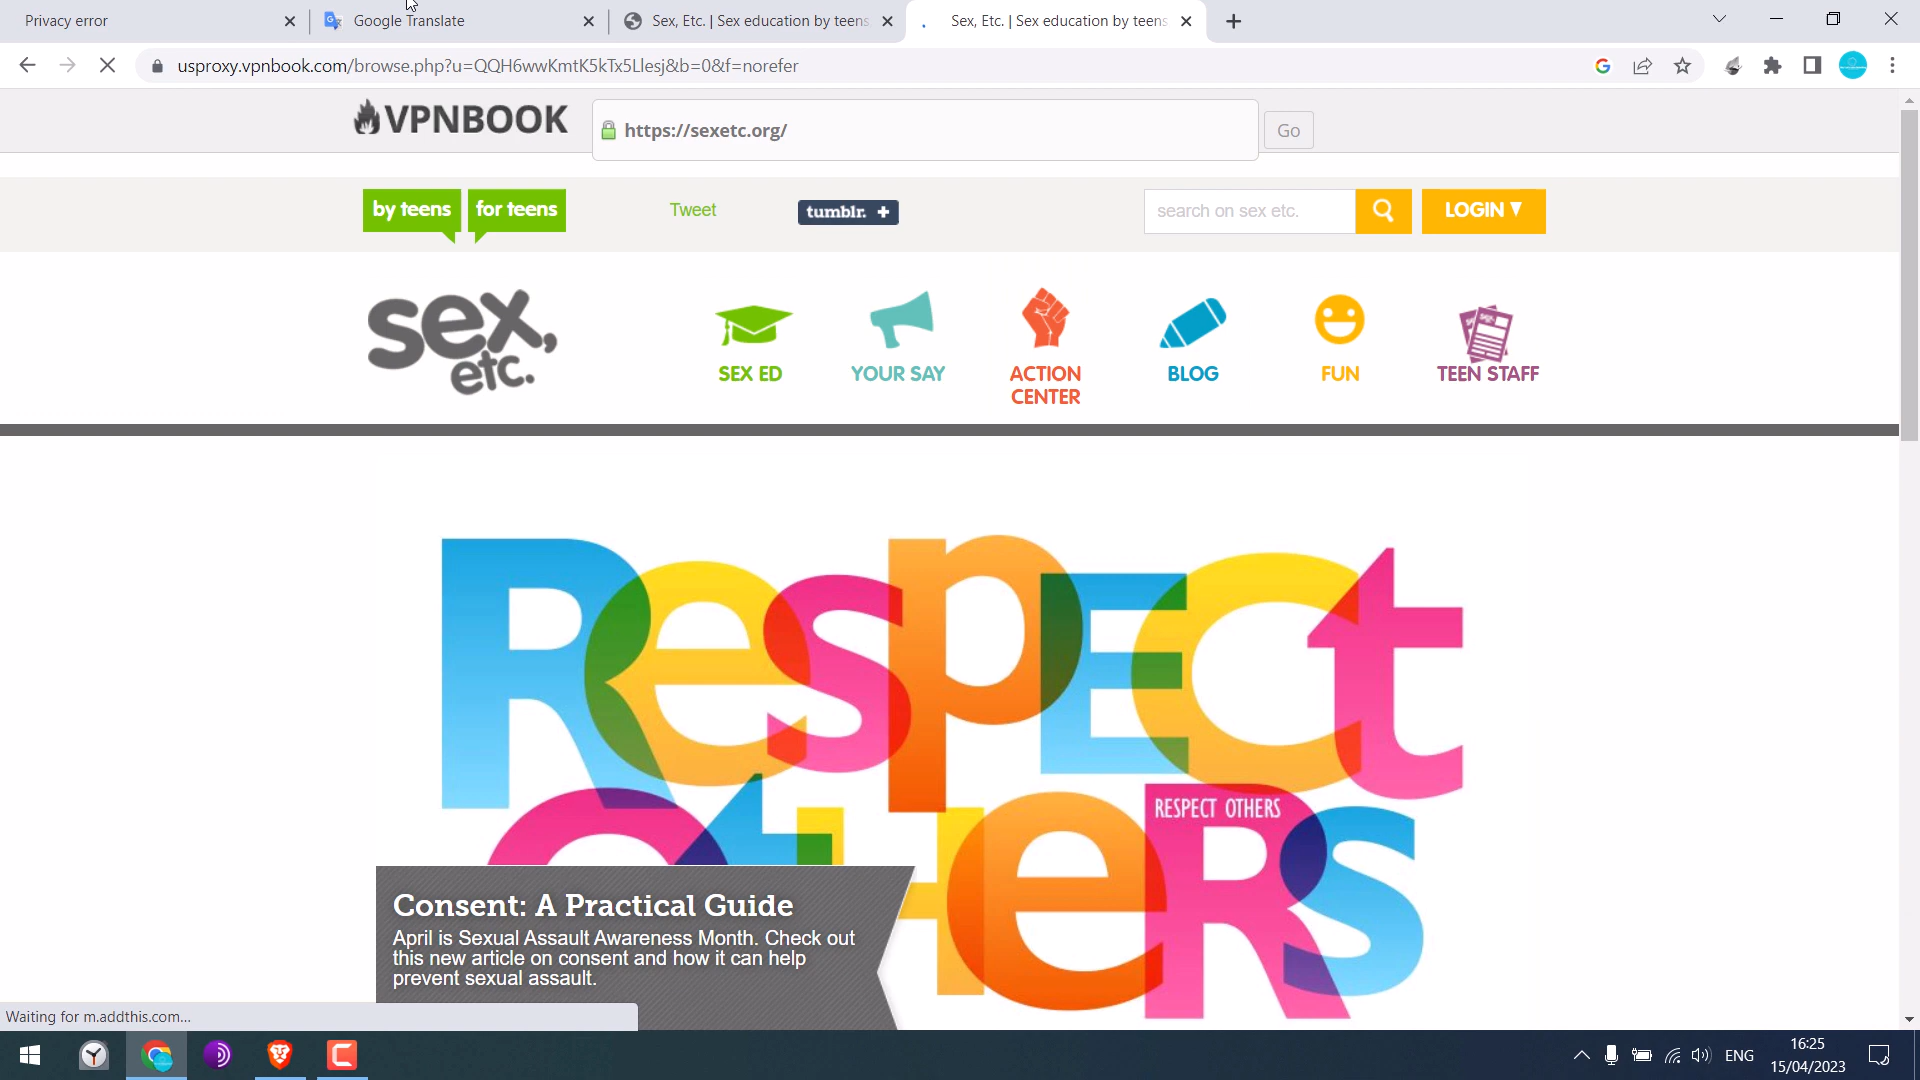 Privacy error
Google Translate
Sex, Etc. | Sex education by teens
Sex, Etc. | Sex education by teens
usproxy.vpnbook.com/browse.php?u=QQH6wwKmtK5kTx5Llesj&b=0&f=norefer
VPNBOOK
https://sexetc.org/
Go
by teens
for teens
Tweet
tumblr. +
search on sex etc.
LOGIN
sex,
etc.
SEX ED
YOUR SAY
ACTION
CENTER
BLOG
FUN
TEEN STAFF
ResPECt
OtHeRs
RESPECT OTHERS
Consent: A Practical Guide
April is Sexual Assault Awareness Month. Check out
this new article on consent and how it can help
prevent sexual assault.
Waiting for m.addthis.com...
ENG
16:25
15/04/2023